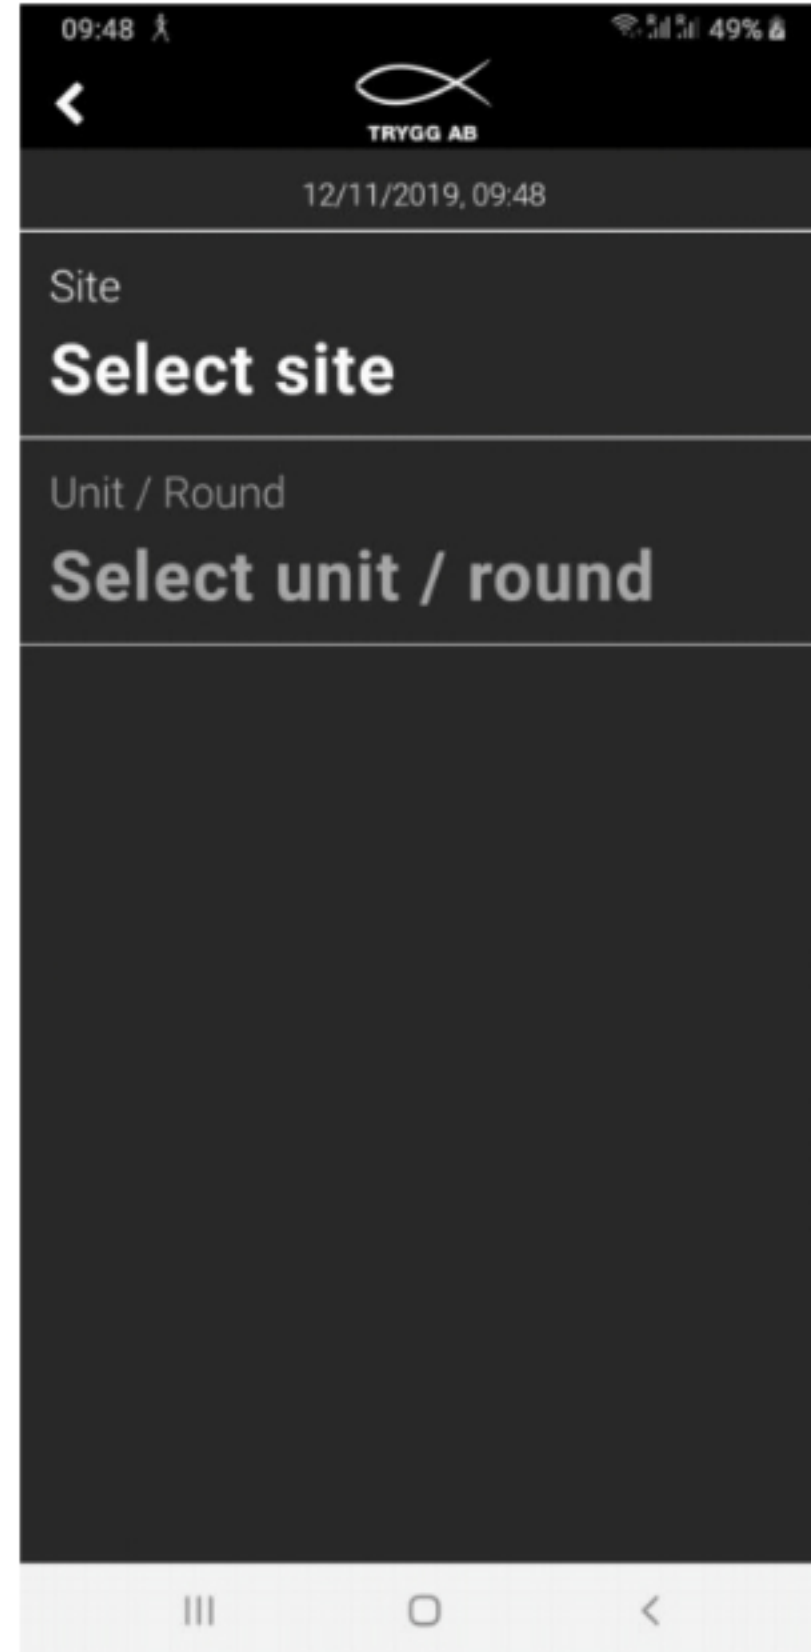 09:48
49%
TRYGG AB
12/11/2019, 09:48
Site
Select site
Unit / Round
Select unit / round